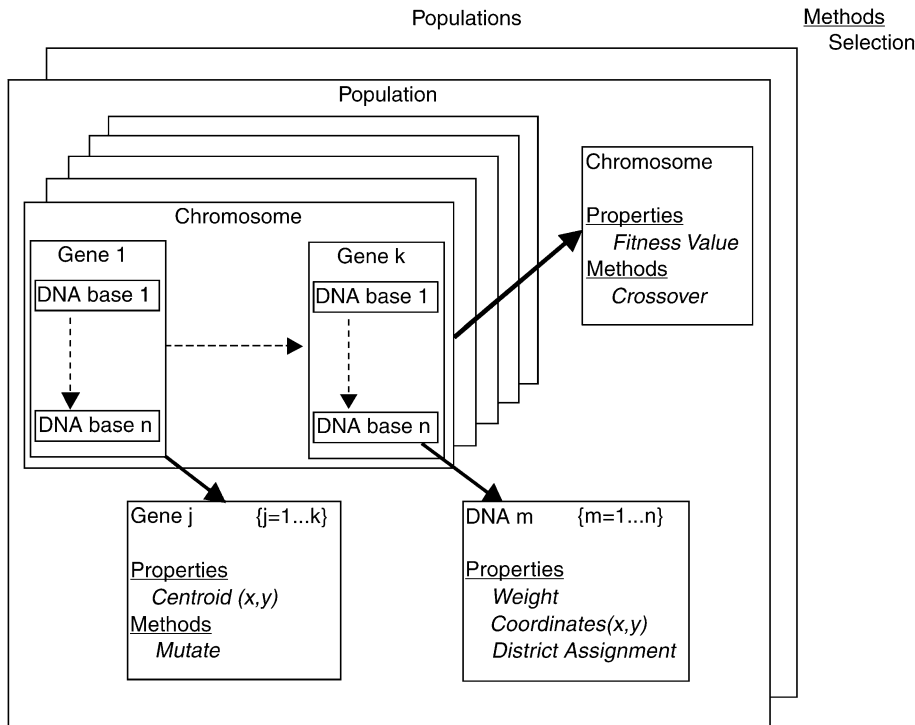 Populations
Methods
Selection
Population
Chromosome
Gene 1
DNA base 1
DNA base n
Gene k
DNA base 1
DNA base n
Chromosome
Properties
Fitness Value
Methods
Crossover
Gene j {j=1...k}
Properties
Centroid (x,y)
Methods
Mutate
DNA m {m=1...n}
Properties
Weight
Coordinates(x,y)
District Assignment